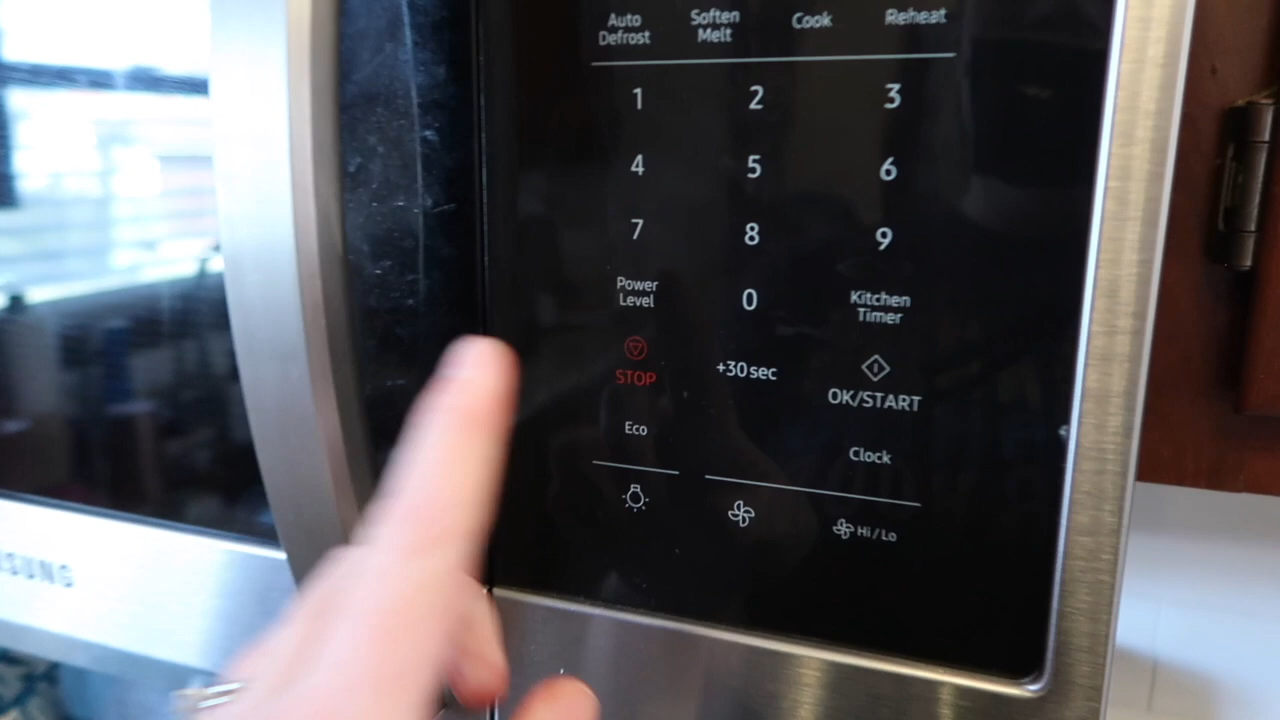 Auto Defrost
Soften Melt
Cook
Reheat
1 2 3
4 5 6
7 8 9
Power Level
0
Kitchen Timer
STOP
+30 sec
OK/START
Eco
Clock
Hi/Lo
SUNG